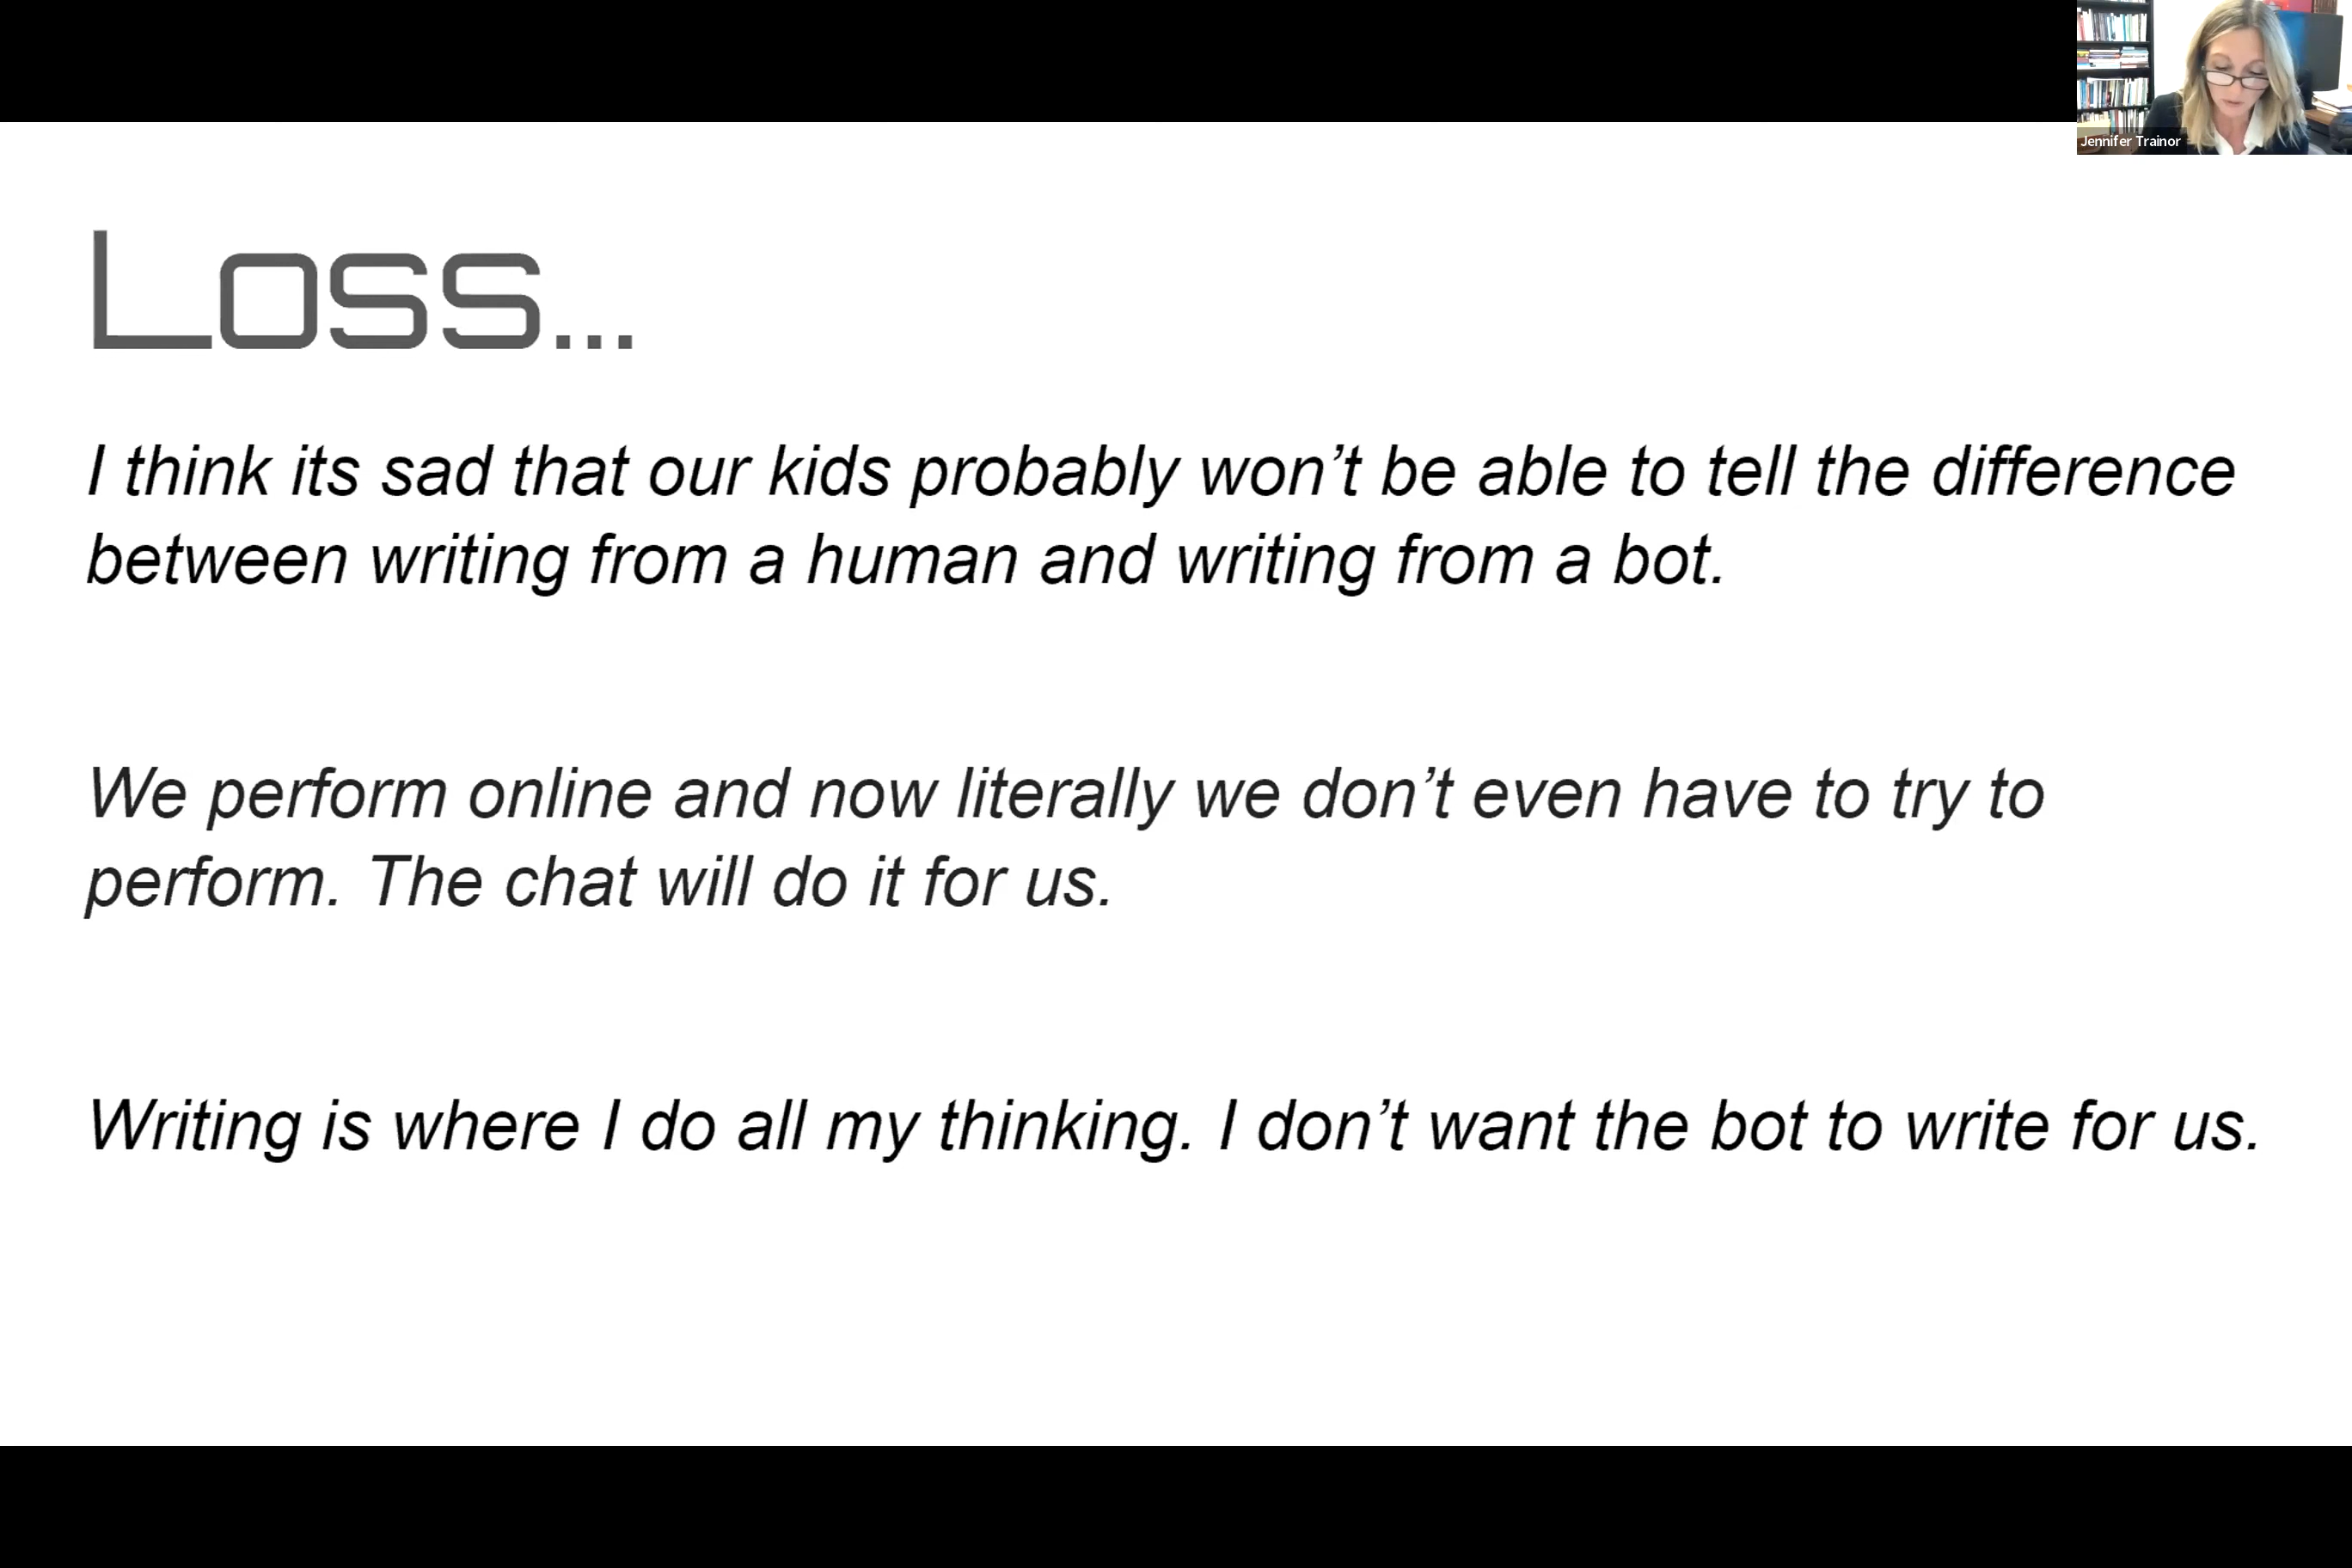 Jennifer Trainor
Loss...
I think its sad that our kids probably won’t be able to tell the difference
between writing from a human and writing from a bot.
We perform online and now literally we don’t even have to try to
perform. The chat will do it for us.
Writing is where I do all my thinking. I don’t want the bot to write for us.